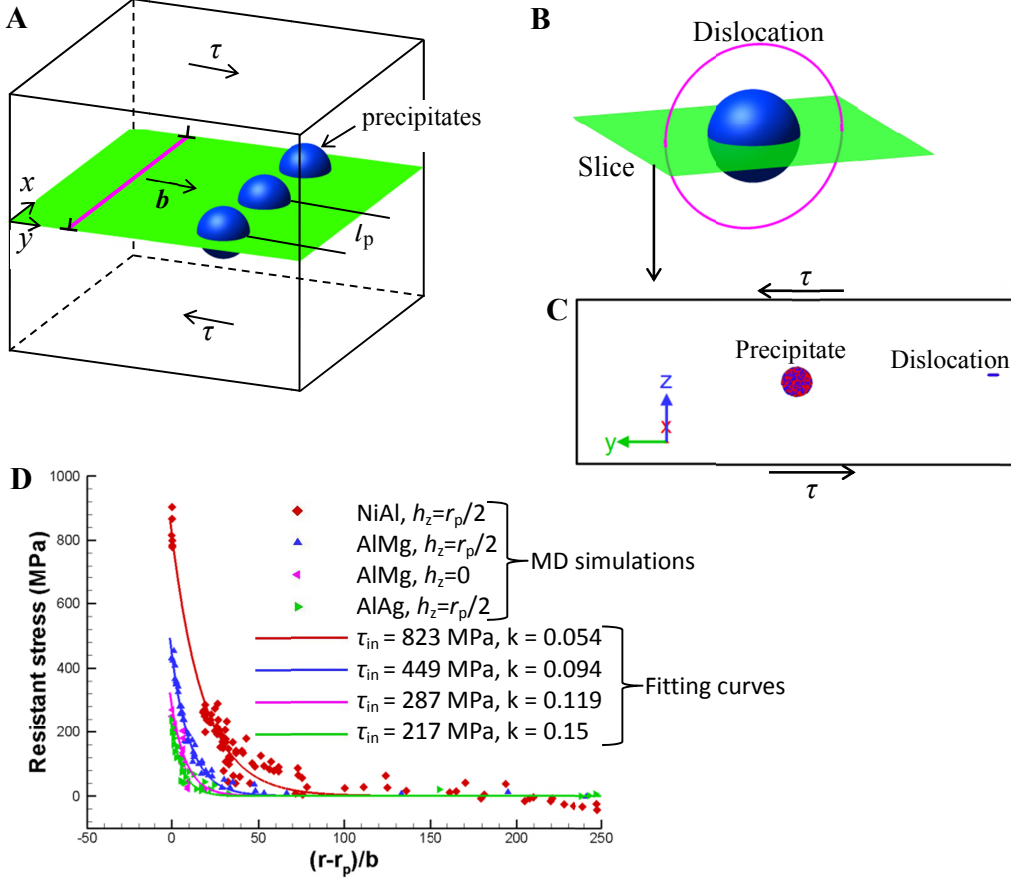 A
τ
precipitates
x
b
y
l_p
τ
B
Dislocation
Slice
C
τ
Precipitate
Dislocation
z
x
y
τ
D
1000
800
600
400
200
0
Resistant stress (MPa)
NiAl, h_z=r_p/2
AlMg, h_z=r_p/2
AlMg, h_z=0
AlAg, h_z=r_p/2
MD simulations
τ_in = 823 MPa, k = 0.054
τ_in = 449 MPa, k = 0.094
τ_in = 287 MPa, k = 0.119
τ_in = 217 MPa, k = 0.15
Fitting curves
-50 0 50 100 150 200 250
(r-r_p)/b